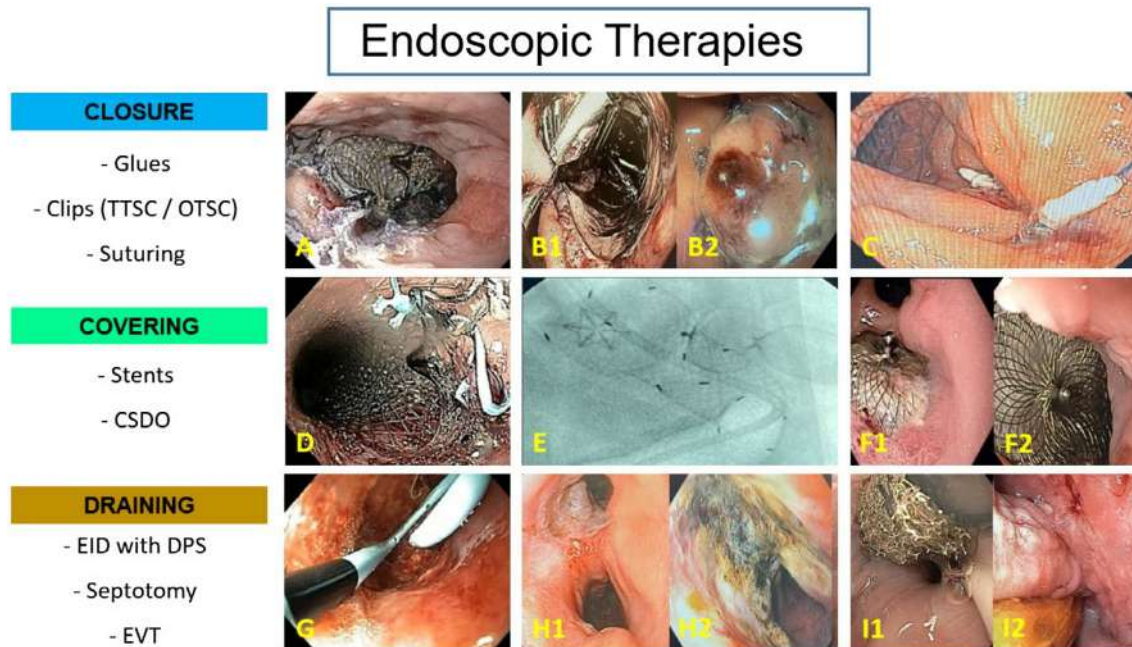 Endoscopic Therapies
CLOSURE
- Glues
- Clips (TTSC / OTSC)
- Suturing
A
B1
B2
C
COVERING
- Stents
- CSDO
D
E
F1
F2
DRAINING
- EID with DPS
- Septotomy
- EVT
G
H1
H2
I1
I2